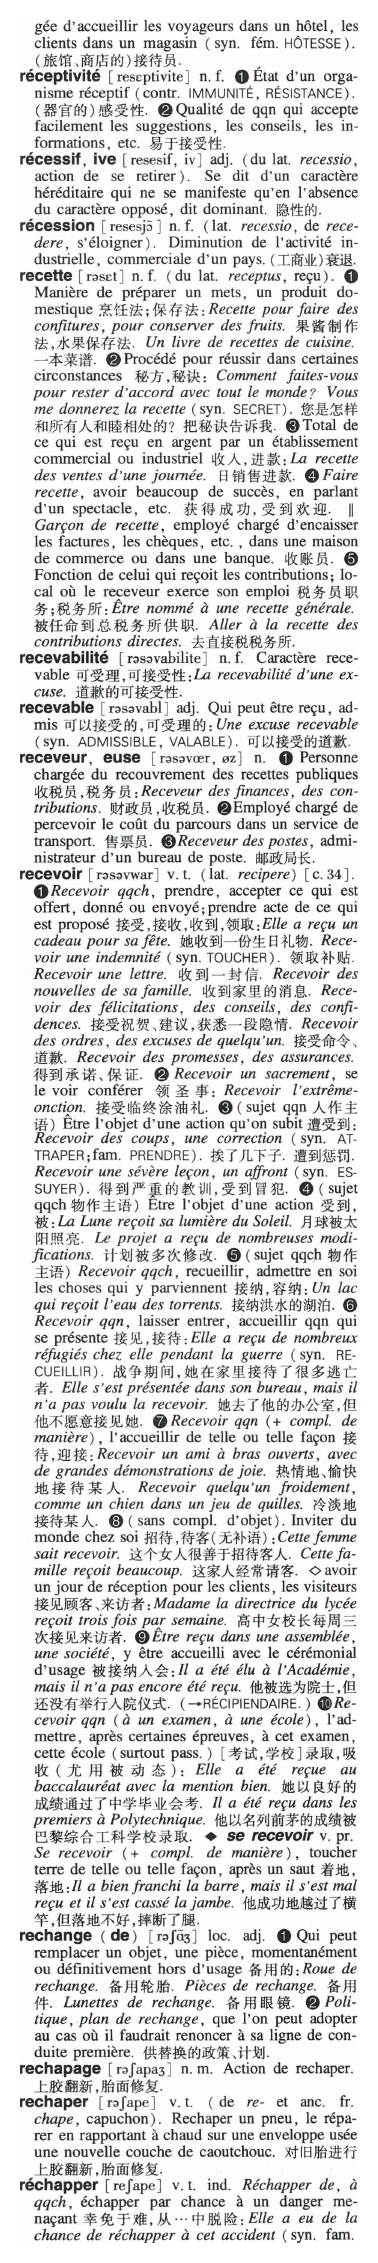 gée d'accueillir les voyageurs dans un hôtel, les
clients dans un magasin (syn. fém. HÔTESSE).
(旅馆、商店的)接待员.
réceptivité [resɛptivite] n. f. ❶ État d'un orga-
nisme réceptif (contr. IMMUNITÉ, RÉSISTANCE).
(器官的)感受性. ❷ Qualité de qqn qui accepte
facilement les suggestions, les conseils, les in-
formations, etc. 易于接受性.
récessif, ive [resesif, iv] adj. (du lat. recessio,
action de se retirer). Se dit d'un caractère
héréditaire qui ne se manifeste qu'en l'absence
du caractère opposé, dit dominant. 隐性的.
récession [resesjɔ̃] n. f. (lat. recessio, de rece-
dere, s'éloigner). Diminution de l'activité in-
dustrielle, commerciale d'un pays. (工商业)衰退.
recette [rəsɛt] n. f. (du lat. receptus, reçu). ❶
Manière de préparer un mets, un produit do-
mestique 烹饪法;保存法: Recette pour faire des
confitures, pour conserver des fruits. 果酱制作
法,水果保存法. Un livre de recettes de cuisine.
一本菜谱. ❷ Procédé pour réussir dans certaines
circonstances 秘方,秘诀: Comment faites-vous
pour rester d'accord avec tout le monde? Vous
me donnerez la recette (syn. SECRET). 您是怎样
和所有人和睦相处的? 把秘诀告诉我. ❸ Total de
ce qui est reçu en argent par un établissement
commercial ou industriel 收入,进款: La recette
des ventes d'une journée. 日销售进款. ❹ Faire
recette, avoir beaucoup de succès, en parlant
d'un spectacle, etc. 获得成功,受到欢迎. ‖
Garçon de recette, employé chargé d'encaisser
les factures, les chèques, etc., dans une maison
de commerce ou dans une banque. 收账员. ❺
Fonction de celui qui reçoit les contributions; lo-
cal où le receveur exerce son emploi 税务员职
务;税务所: Être nommé à une recette générale.
被任命到总税务所供职. Aller à la recette des
contributions directes. 去直接税税务所.
recevabilité [rəsəvabilite] n. f. Caractère rece-
vable 可受理,可接受性: La recevabilité d'une ex-
cuse. 道歉的可接受性.
recevable [rəsəvabl] adj. Qui peut être reçu, ad-
mis 可以接受的,可受理的: Une excuse recevable
(syn. ADMISSIBLE, VALABLE). 可以接受的道歉.
receveur, euse [rəsəvœr, øz] n. ❶ Personne
chargée du recouvrement des recettes publiques
收税员,税务员: Receveur des finances, des con-
tributions. 财政员,收税员. ❷ Employé chargé de
percevoir le coût du parcours dans un service de
transport. 售票员. ❸ Receveur des postes, admi-
nistrateur d'un bureau de poste. 邮政局长.
recevoir [rəsəvwar] v. t. (lat. recipere) [c. 34].
❶ Recevoir qqch, prendre, accepter ce qui est
offert, donné ou envoyé; prendre acte de ce qui
est proposé 接受,接收,收到,领取: Elle a reçu un
cadeau pour sa fête. 她收到一份生日礼物. Rece-
voir une indemnité (syn. TOUCHER). 领取补贴.
Recevoir une lettre. 收到一封信. Recevoir des
nouvelles de sa famille. 收到家里的消息. Rece-
voir des félicitations, des conseils, des confi-
dences. 接受祝贺、建议,获悉一段隐情. Recevoir
des ordres, des excuses de quelqu'un. 接受命令、
道歉. Recevoir des promesses, des assurances.
得到承诺、保证. ❷ Recevoir un sacrement, se
le voir conférer 领圣事: Recevoir l'extrême-
onction. 接受临终涂油礼. ❸ (sujet qqn 人作主
语) Être l'objet d'une action qu'on subit 遭受到:
Recevoir des coups, une correction (syn. AT-
TRAPER; fam. PRENDRE). 挨了几下子. 遭到惩罚.
Recevoir une sévère leçon, un affront (syn. ES-
SUYER). 得到严重的教训,受到冒犯. ❹ (sujet
qqch 物作主语) Être l'objet d'une action 受到,
被: La Lune reçoit sa lumière du Soleil. 月球被太
阳照亮. Le projet a reçu de nombreuses modi-
fications. 计划被多次修改. ❺ (sujet qqch 物作
主语) Recevoir qqch, recueillir, admettre en soi
les choses qui y parviennent 接纳,容纳: Un lac
qui reçoit l'eau des torrents. 接纳洪水的湖泊. ❻
Recevoir qqn, laisser entrer, accueillir qqn qui
se présente 接见,接待: Elle a reçu de nombreux
réfugiés chez elle pendant la guerre (syn. RE-
CUEILLIR). 战争期间,她在家里接待了很多逃亡
者. Elle s'est présentée dans son bureau, mais il
n'a pas voulu la recevoir. 她去了他的办公室,但
他不愿意接见她. ❼ Recevoir qqn (+ compl. de
manière), l'accueillir de telle ou telle façon 接
待,迎接: Recevoir un ami à bras ouverts, avec
de grandes démonstrations de joie. 热情地、愉快
地接待某人. Recevoir quelqu'un froidement,
comme un chien dans un jeu de quilles. 冷淡地
接待某人. ❽ (sans compl. d'objet). Inviter du
monde chez soi 招待,待客(无补语): Cette femme
sait recevoir. 这个女人很善于招待客人. Cette fa-
mille reçoit beaucoup. 这家人经常请客. ◇ avoir
un jour de réception pour les clients, les visiteurs
接见顾客、来访者: Madame la directrice du lycée
reçoit trois fois par semaine. 高中女校长每周三
次接见来访者. ❾ Être reçu dans une assemblée,
une société, y être accueilli avec le cérémonial
d'usage 被接纳入会: Il a été élu à l'Académie,
mais il n'a pas encore été reçu. 他被选为院士,但
还没有举行入院仪式. (→RÉCIPIENDAIRE.) ❿ Re-
cevoir qqn (à un examen, à une école), l'ad-
mettre, après certaines épreuves, à cet examen,
cette école (surtout pass.) [考试,学校]录取,吸
收(尤用被动态): Elle a été reçue au
baccalauréat avec la mention bien. 她以良好的
成绩通过了中学毕业会考. Il a été reçu dans les
premiers à Polytechnique. 他以名列前茅的成绩被
巴黎综合工科学校录取. ◆ se recevoir v. pr.
Se recevoir (+ compl. de manière), toucher
terre de telle ou telle façon, après un saut 着地,
落地: Il a bien franchi la barre, mais il s'est mal
reçu et il s'est cassé la jambe. 他成功地越过了横
竿,但落地不好,摔断了腿.
rechange (de) [rəʃɑ̃ʒ] loc. adj. ❶ Qui peut
remplacer un objet, une pièce, momentanément
ou définitivement hors d'usage 备用的: Roue de
rechange. 备用轮胎. Pièces de rechange. 备用
件. Lunettes de rechange. 备用眼镜. ❷ Poli-
tique, plan de rechange, que l'on peut adopter
au cas où il faudrait renoncer à sa ligne de con-
duite première. 供替换的政策、计划.
rechapage [rəʃapaʒ] n. m. Action de rechaper.
上胶翻新,胎面修复.
rechaper [rəʃape] v. t. (de re- et anc. fr.
chape, capuchon). Rechaper un pneu, le répa-
rer en rapportant à chaud sur une enveloppe usée
une nouvelle couche de caoutchouc. 对旧胎进行
上胶翻新,胎面修复.
réchapper [reʃape] v. t. ind. Réchapper de, à
qqch, échapper par chance à un danger me-
naçant 幸免于难,从…中脱险: Elle a eu de la
chance de réchapper à cet accident (syn. fam.